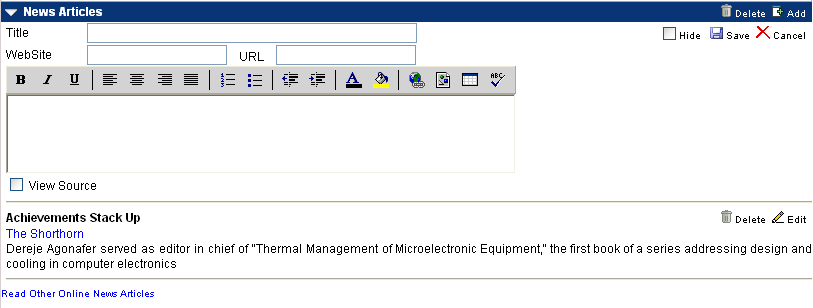 News Articles Delete Add
Title Hide Save Cancel
WebSite URL
B I U A ABC
View Source
Achievements Stack Up Delete Edit
The Shorthorn
Dereje Agonafer served as editor in chief of "Thermal Management of Microelectronic Equipment," the first book of a series addressing design and
cooling in computer electronics
Read Other Online News Articles